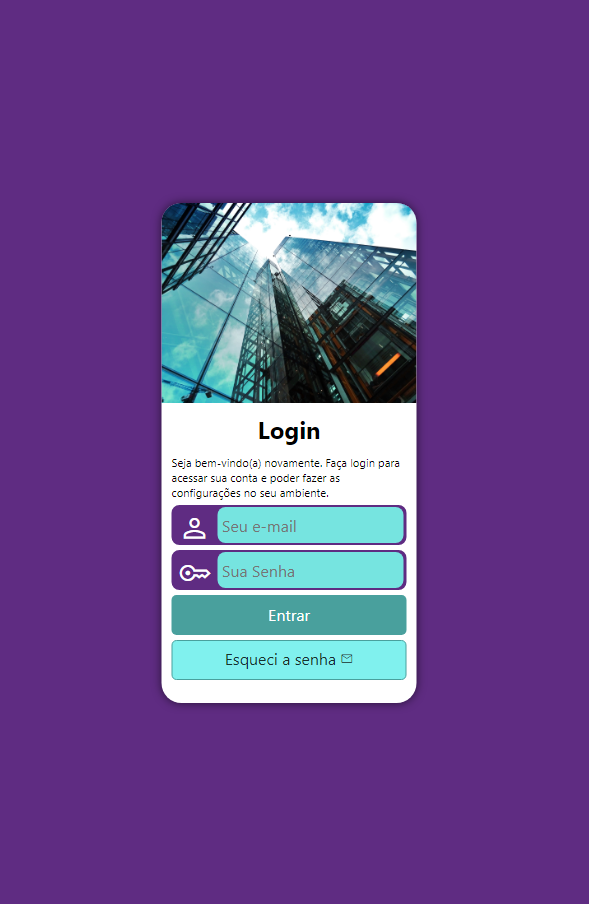 Login
Seja bem-vindo(a) novamente. Faça login para
acessar sua conta e poder fazer as
configurações no seu ambiente.
Seu e-mail
Sua Senha
Entrar
Esqueci a senha